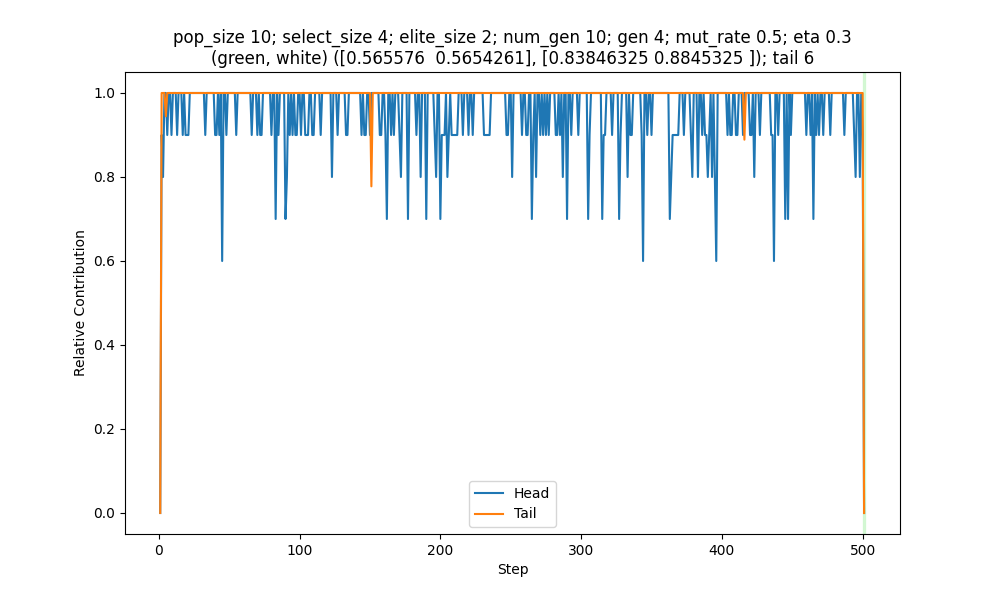 pop_size 10; select_size 4; elite_size 2; num_gen 10; gen 4; mut_rate 0.5; eta 0.3
(green, white) ([0.565576  0.5654261], [0.83846325 0.8845325 ]); tail 6
1.0
0.8
0.6
0.4
0.2
0.0
Relative Contribution
Head
Tail
0
100
200
300
400
500
Step